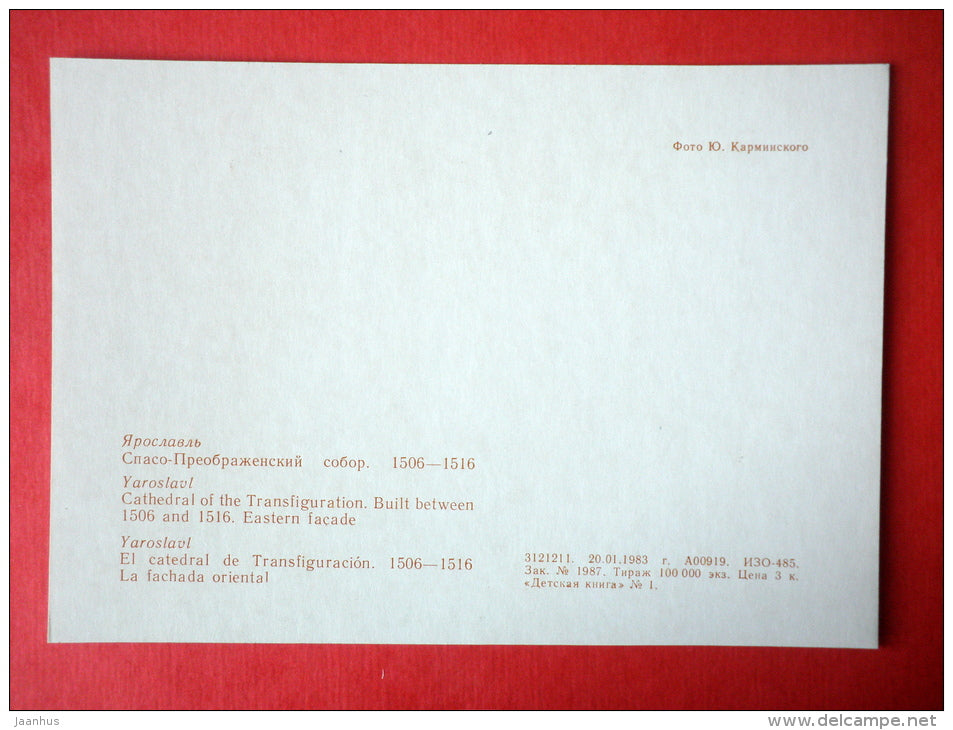 Фото Ю. Карминского
Ярославль
Спасо-Преображенский собор. 1506—1516
Yaroslavl
Cathedral of the Transfiguration. Built between
1506 and 1516. Eastern façade
Yaroslavl
El catedral de Transfiguración. 1506—1516
La fachada oriental
3121211. 20.01.1983 г. А00919. ИЗО-485.
Зак. № 1987. Тираж 100 000 экз. Цена 3 к.
«Детская книга» № 1.
jaanhus
delcampe.net